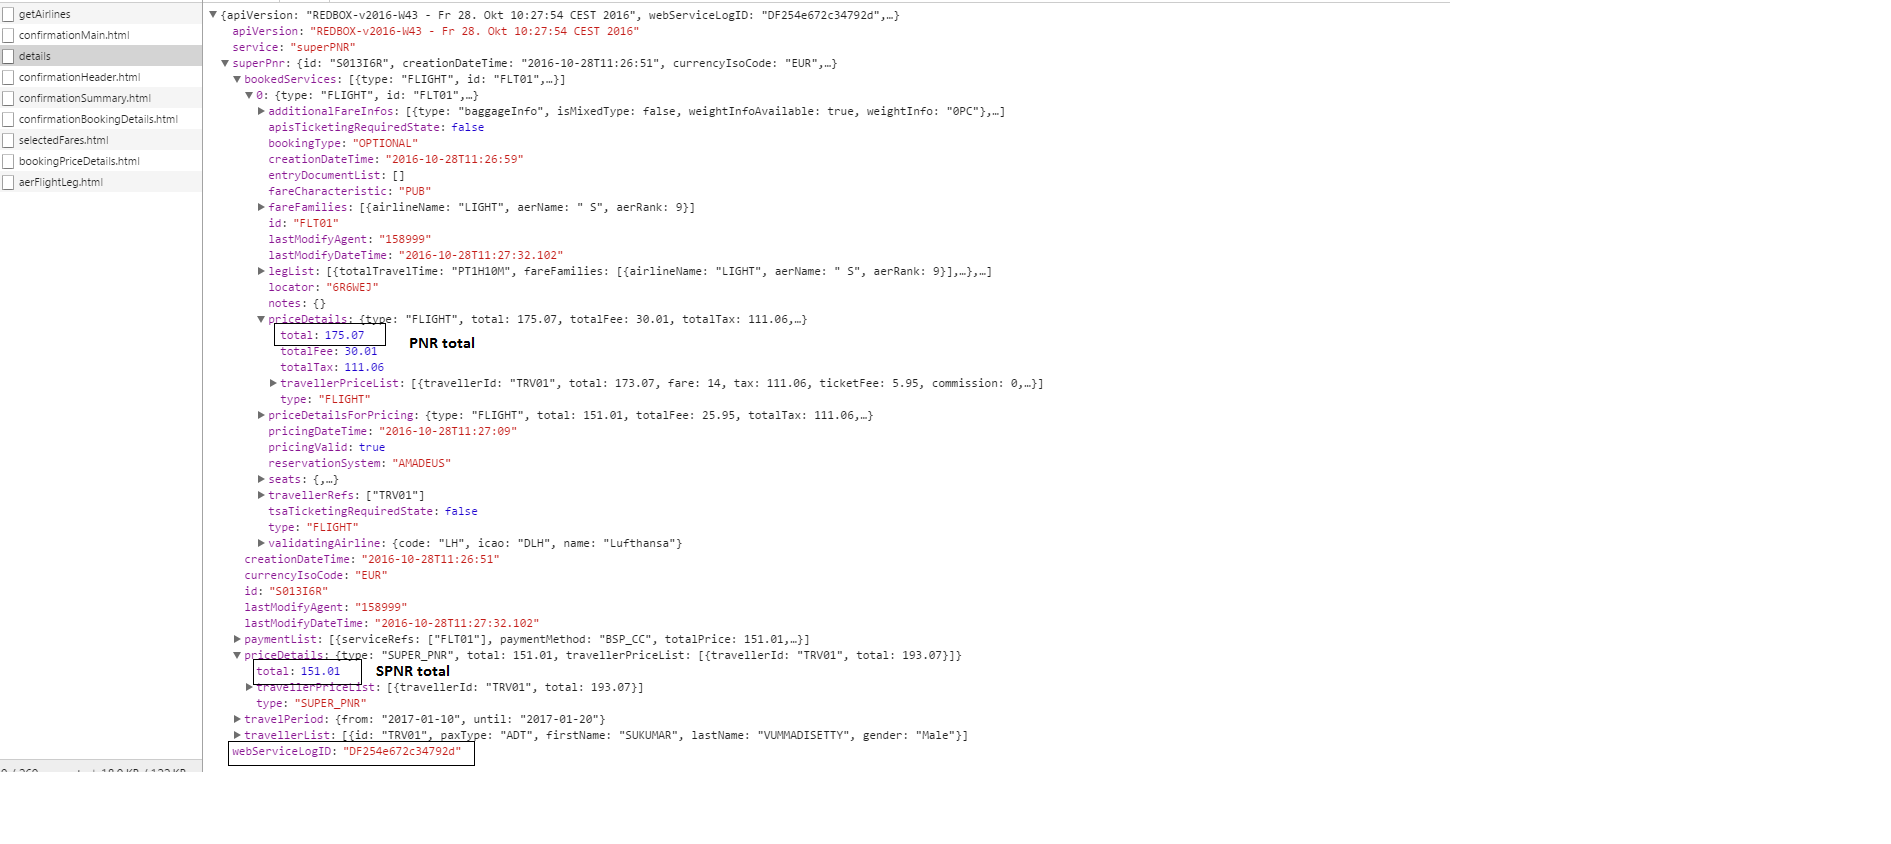 getAirlines
confirmationMain.html
details
confirmationHeader.html
confirmationSummary.html
confirmationBookingDetails.html
selectedFares.html
bookingPriceDetails.html
aerFlightLeg.html
{apiVersion: "REDBOX-v2016-W43 - Fr 28. Okt 10:27:54 CEST 2016", webServiceLogID: "DF254e672c34792d",…}
apiVersion: "REDBOX-v2016-W43 - Fr 28. Okt 10:27:54 CEST 2016"
service: "superPNR"
superPnr: {id: "S013I6R", creationDateTime: "2016-10-28T11:26:51", currencyIsoCode: "EUR",…}
bookedServices: [{type: "FLIGHT", id: "FLT01",…}]
0: {type: "FLIGHT", id: "FLT01",…}
additionalFareInfos: [{type: "baggageInfo", isMixedType: false, weightInfoAvailable: true, weightInfo: "0PC"},…]
apisTicketingRequiredState: false
bookingType: "OPTIONAL"
creationDateTime: "2016-10-28T11:26:59"
entryDocumentList: []
fareCharacteristic: "PUB"
fareFamilies: [{airlineName: "LIGHT", aerName: " S", aerRank: 9}]
id: "FLT01"
lastModifyAgent: "158999"
lastModifyDateTime: "2016-10-28T11:27:32.102"
legList: [{totalTravelTime: "PT1H10M", fareFamilies: [{airlineName: "LIGHT", aerName: " S", aerRank: 9}],…},…]
locator: "6R6WEJ"
notes: {}
priceDetails: {type: "FLIGHT", total: 175.07, totalFee: 30.01, totalTax: 111.06,…}
total: 175.07
PNR total
totalFee: 30.01
totalTax: 111.06
travellerPriceList: [{travellerId: "TRV01", total: 173.07, fare: 14, tax: 111.06, ticketFee: 5.95, commission: 0,…}]
type: "FLIGHT"
priceDetailsForPricing: {type: "FLIGHT", total: 151.01, totalFee: 25.95, totalTax: 111.06,…}
pricingDateTime: "2016-10-28T11:27:09"
pricingValid: true
reservationSystem: "AMADEUS"
seats: {,…}
travellerRefs: ["TRV01"]
tsaTicketingRequiredState: false
type: "FLIGHT"
validatingAirline: {code: "LH", icao: "DLH", name: "Lufthansa"}
creationDateTime: "2016-10-28T11:26:51"
currencyIsoCode: "EUR"
id: "S013I6R"
lastModifyAgent: "158999"
lastModifyDateTime: "2016-10-28T11:27:32.102"
paymentList: [{serviceRefs: ["FLT01"], paymentMethod: "BSP_CC", totalPrice: 151.01,…}]
priceDetails: {type: "SUPER_PNR", total: 151.01, travellerPriceList: [{travellerId: "TRV01", total: 193.07}]}
total: 151.01
SPNR total
travellerPriceList: [{travellerId: "TRV01", total: 193.07}]
type: "SUPER_PNR"
travelPeriod: {from: "2017-01-10", until: "2017-01-20"}
travellerList: [{id: "TRV01", paxType: "ADT", firstName: "SUKUMAR", lastName: "VUMMADISETTY", gender: "Male"}]
webServiceLogID: "DF254e672c34792d"